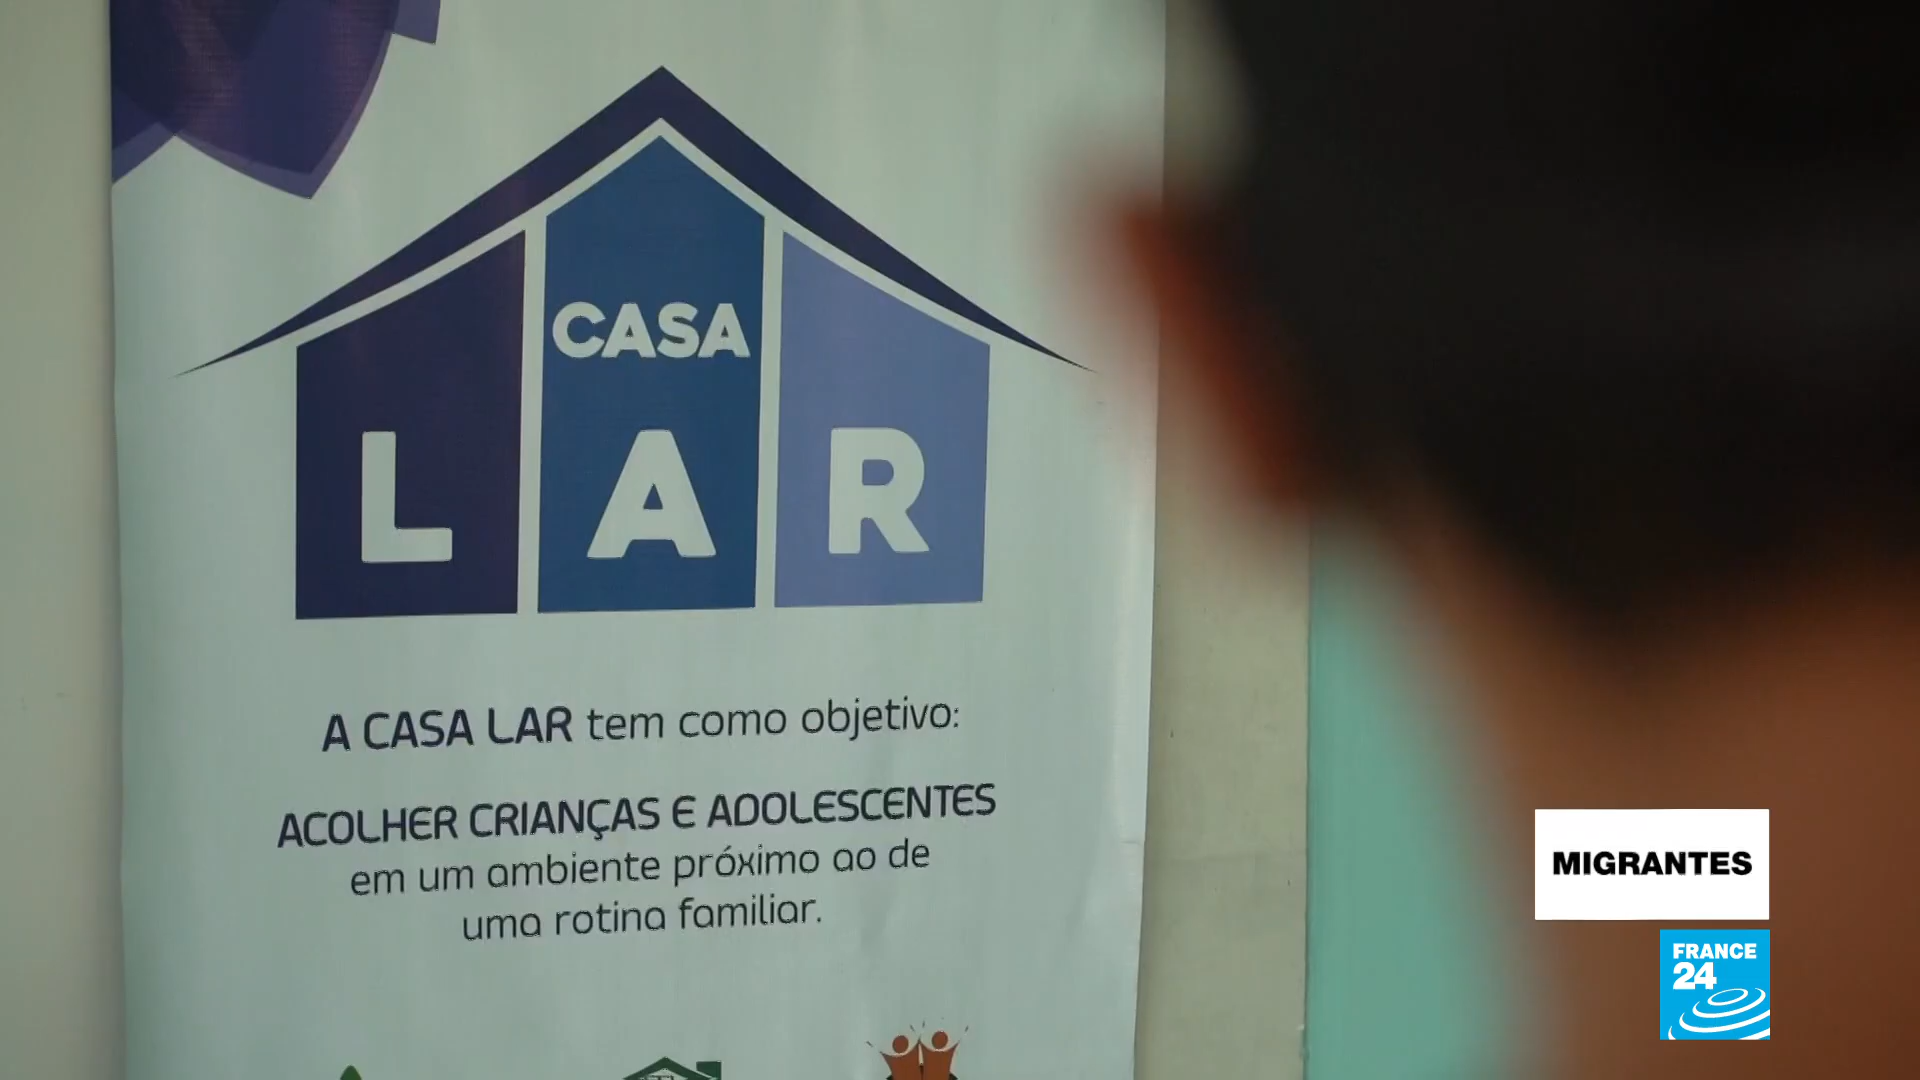 CASA
LAR
A CASA LAR tem como objetivo:
ACOLHER CRIANÇAS E ADOLESCENTES
em um ambiente próximo ao de
uma rotina familiar.
MIGRANTES
FRANCE
24